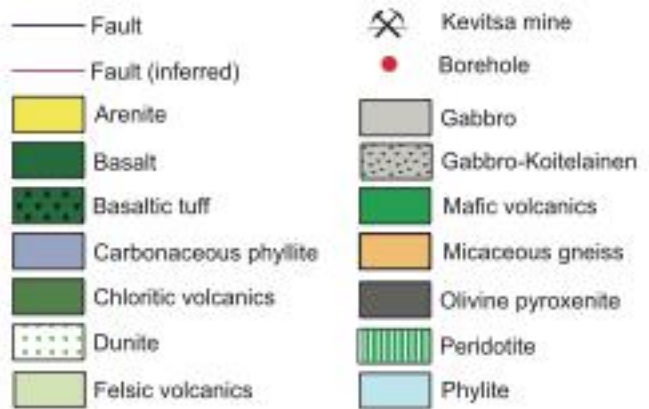 Fault
Fault (inferred)
Arenite
Basalt
Basaltic tuff
Carbonaceous phyllite
Chloritic volcanics
Dunite
Felsic volcanics
Kevitsa mine
Borehole
Gabbro
Gabbro-Koitelainen
Mafic volcanics
Micaceous gneiss
Olivine pyroxenite
Peridotite
Phylite